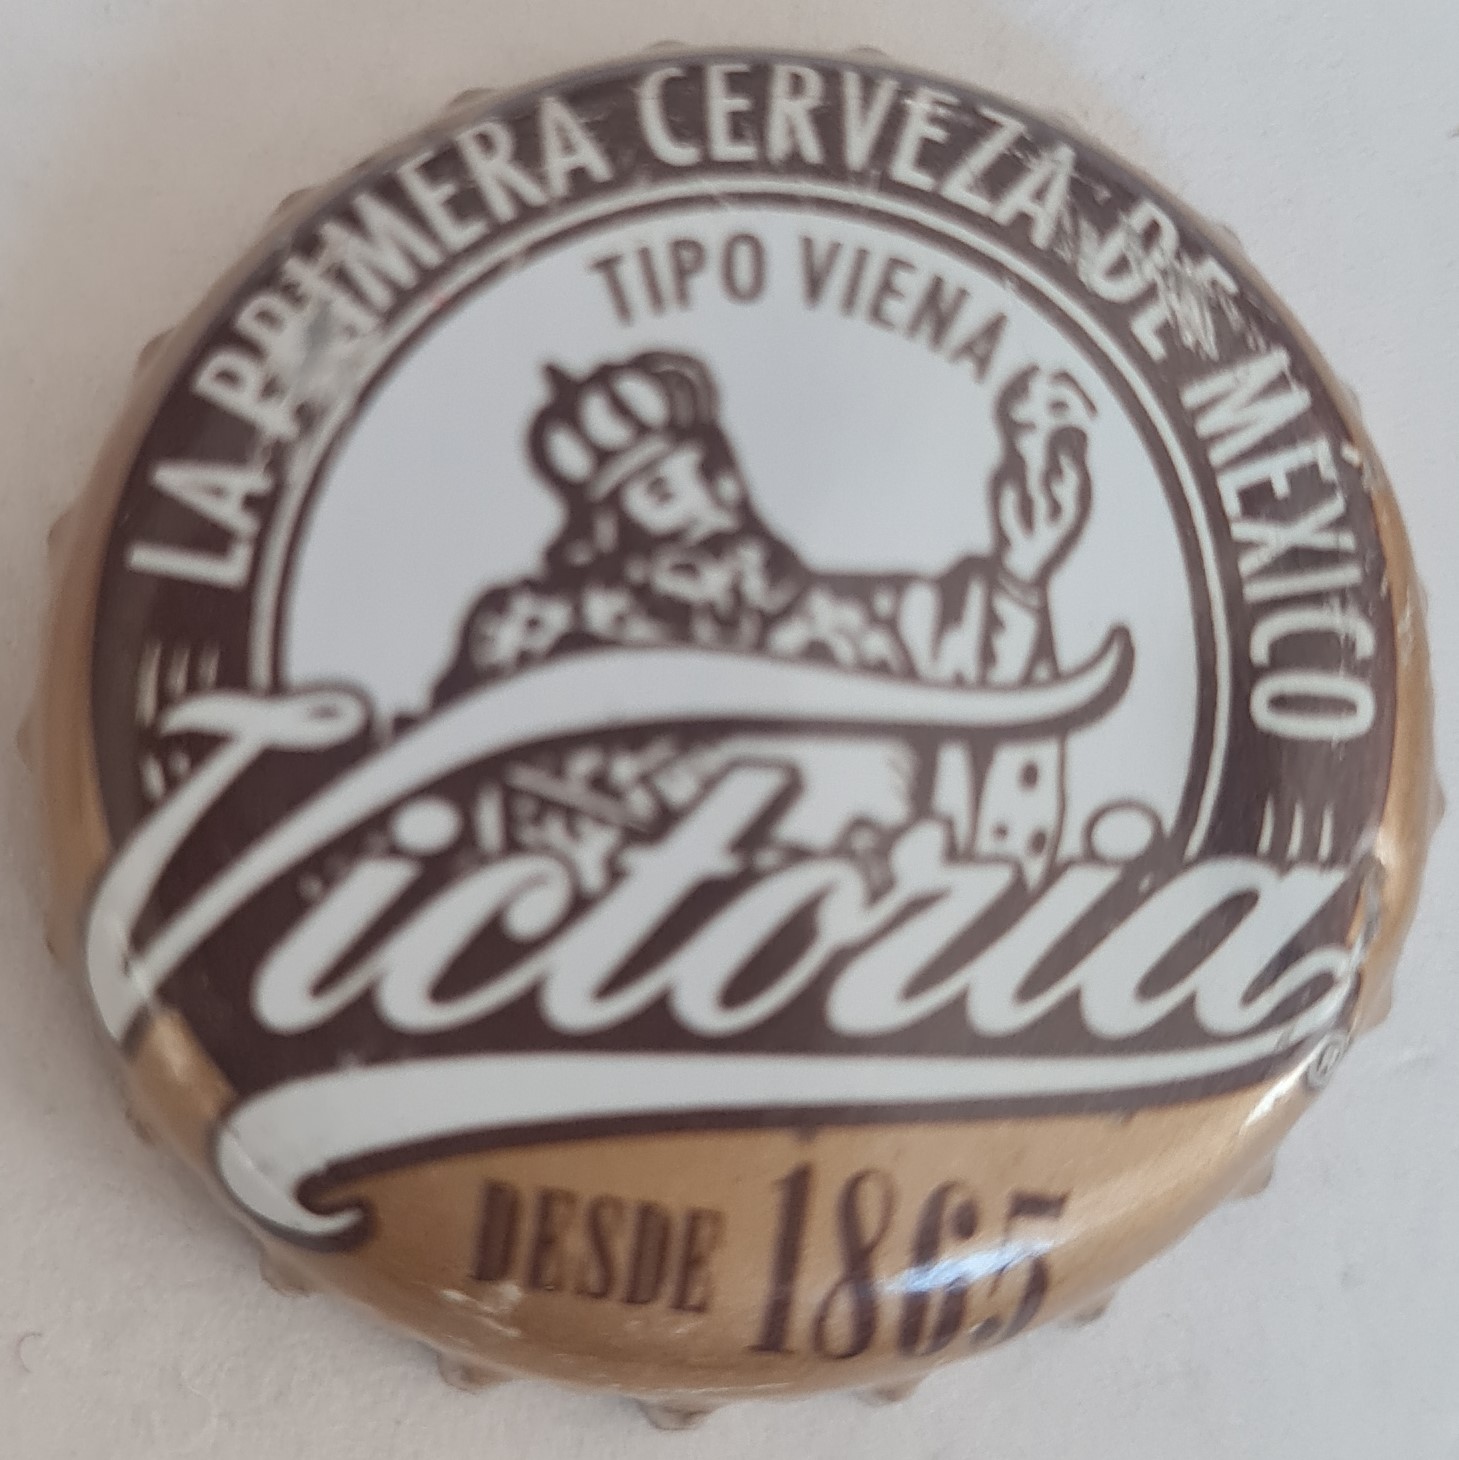 LA PRIMERA CERVEZA DE MÉXICO
TIPO VIENA
Victoria®
DESDE 1865